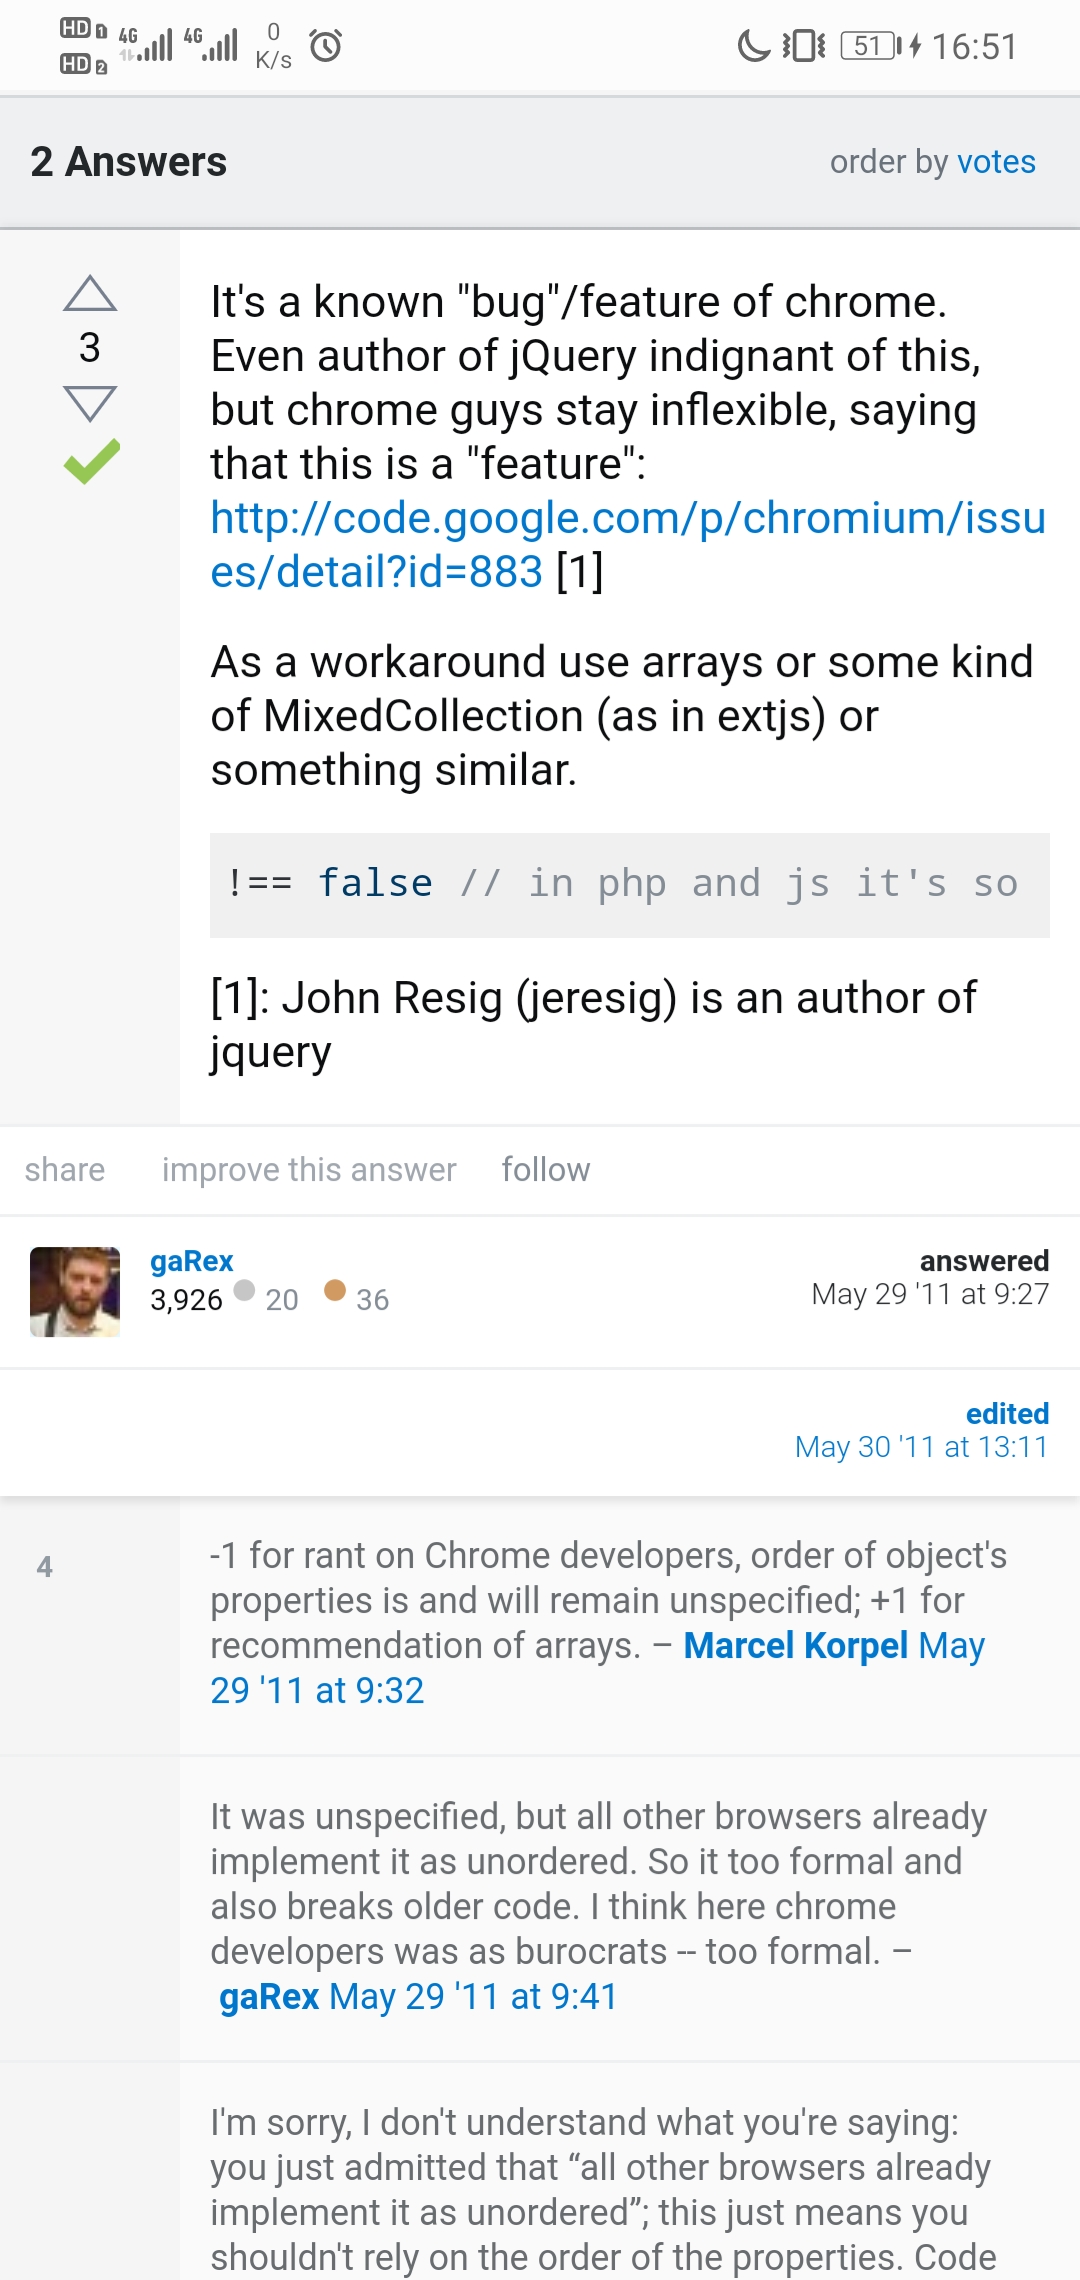 HD 1 4G 4G 0 K/s 51 16:51
HD 2
2 Answers order by votes
It's a known "bug"/feature of chrome.
3
Even author of jQuery indignant of this,
but chrome guys stay inflexible, saying
that this is a "feature":
http://code.google.com/p/chromium/issu
es/detail?id=883 [1]
As a workaround use arrays or some kind
of MixedCollection (as in extjs) or
something similar.
!== false // in php and js it's so
[1]: John Resig (jeresig) is an author of
jquery
share improve this answer follow
gaRex answered
3,926 20 36 May 29 '11 at 9:27
edited
May 30 '11 at 13:11
4
-1 for rant on Chrome developers, order of object's
properties is and will remain unspecified; +1 for
recommendation of arrays. – Marcel Korpel May
29 '11 at 9:32
It was unspecified, but all other browsers already
implement it as unordered. So it too formal and
also breaks older code. I think here chrome
developers was as burocrats -- too formal. –
gaRex May 29 '11 at 9:41
I'm sorry, I don't understand what you're saying:
you just admitted that “all other browsers already
implement it as unordered”; this just means you
shouldn't rely on the order of the properties. Code